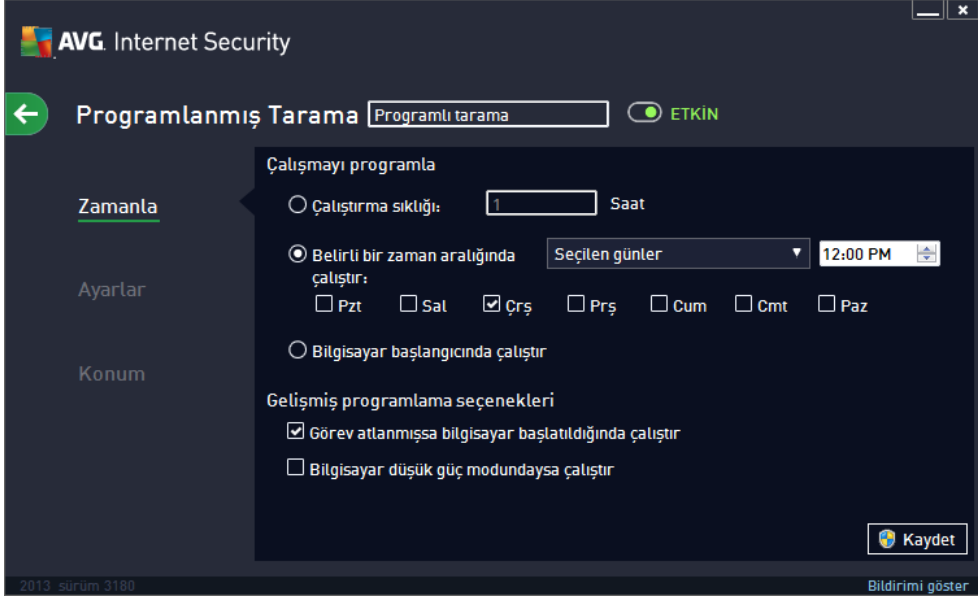 AVG. Internet Security
Programlanmış Tarama Programlı tarama ETKİN
Zamanla
Ayarlar
Konum
Çalışmayı programla
Çalıştırma sıklığı: 1 Saat
Belirli bir zaman aralığında çalıştır: Seçilen günler 12:00 PM
Pzt Sal Çrş Prş Cum Cmt Paz
Bilgisayar başlangıcında çalıştır
Gelişmiş programlama seçenekleri
Görev atlanmışsa bilgisayar başlatıldığında çalıştır
Bilgisayar düşük güç modundaysa çalıştır
Kaydet
2013 sürüm 3180 Bildirimi göster